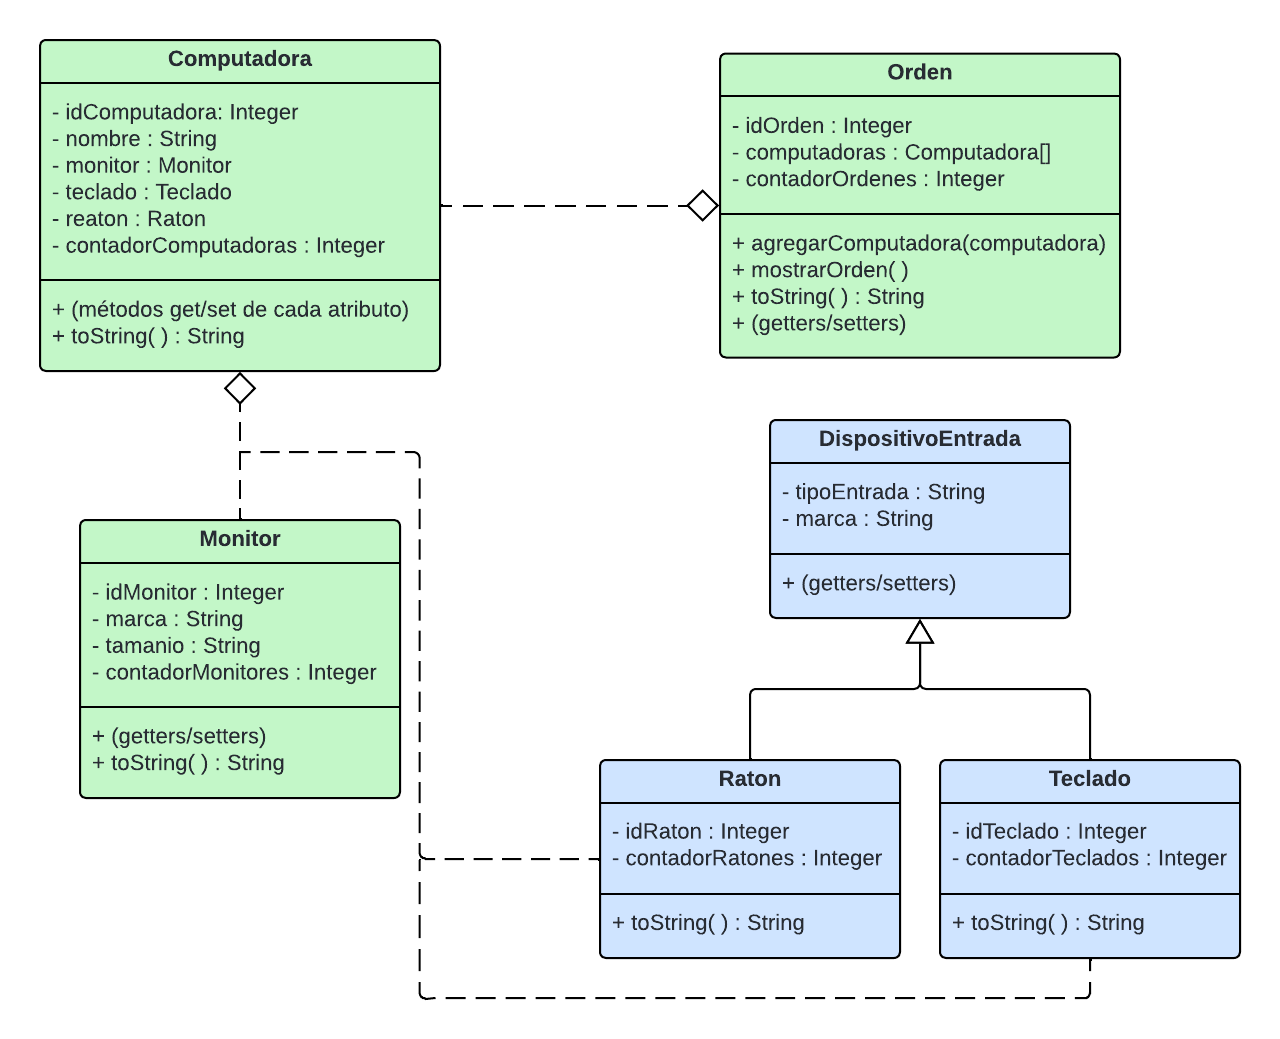 Computadora
- idComputadora: Integer
- nombre : String
- monitor : Monitor
- teclado : Teclado
- reaton : Raton
- contadorComputadoras : Integer
+ (métodos get/set de cada atributo)
+ toString( ) : String
Orden
- idOrden : Integer
- computadoras : Computadora[]
- contadorOrdenes : Integer
+ agregarComputadora(computadora)
+ mostrarOrden( )
+ toString( ) : String
+ (getters/setters)
DispositivoEntrada
- tipoEntrada : String
- marca : String
+ (getters/setters)
Monitor
- idMonitor : Integer
- marca : String
- tamanio : String
- contadorMonitores : Integer
+ (getters/setters)
+ toString( ) : String
Raton
- idRaton : Integer
- contadorRatones : Integer
+ toString( ) : String
Teclado
- idTeclado : Integer
- contadorTeclados : Integer
+ toString( ) : String